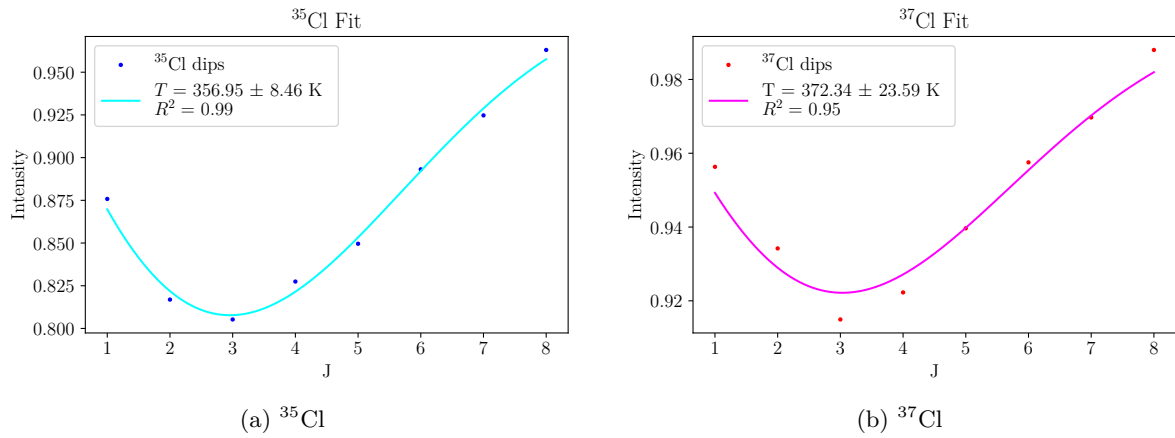 ³⁵Cl Fit
³⁵Cl dips
T = 356.95 ± 8.46 K
R² = 0.99
Intensity
0.950
0.925
0.900
0.875
0.850
0.825
0.800
1 2 3 4 5 6 7 8
J
(a) ³⁵Cl
³⁷Cl Fit
³⁷Cl dips
T = 372.34 ± 23.59 K
R² = 0.95
Intensity
0.98
0.96
0.94
0.92
1 2 3 4 5 6 7 8
J
(b) ³⁷Cl